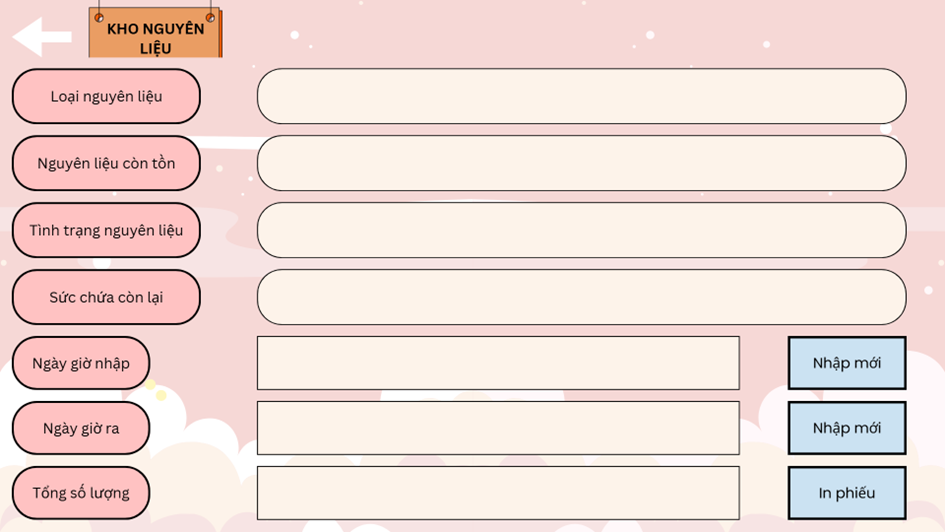 KHO NGUYÊN
LIỆU
Loại nguyên liệu
Nguyên liệu còn tồn
Tình trạng nguyên liệu
Sức chứa còn lại
Ngày giờ nhập
Nhập mới
Ngày giờ ra
Nhập mới
Tổng số lượng
In phiếu